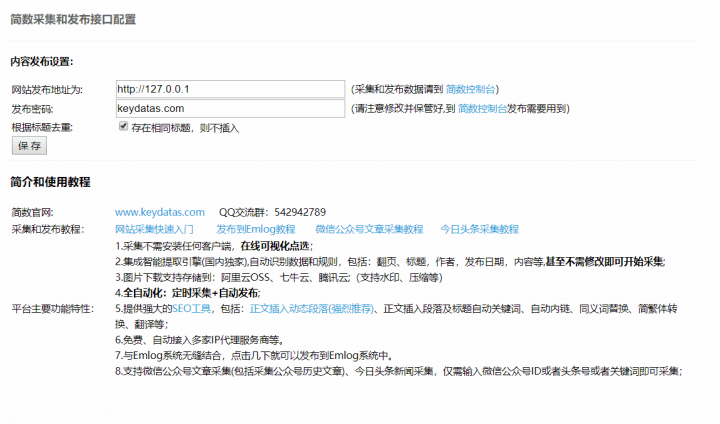 简数采集和发布接口配置
内容发布设置：
网站发布地址为: http://127.0.0.1 (采集和发布数据请到 简数控制台)
发布密码: keydatas.com (请注意修改并保管好,到 简数控制台发布需要用到)
根据标题去重: 存在相同标题，则不插入
保 存
简介和使用教程
简数官网: www.keydatas.com QQ交流群：542942789
采集和发布教程: 网站采集快速入门 发布到Emlog教程 微信公众号文章采集教程 今日头条采集教程
1.采集不需安装任何客户端，在线可视化点选;
2.集成智能提取引擎(国内独家),自动识别数据和规则，包括：翻页、标题，作者，发布日期，内容等,甚至不需修改即可开始采集;
3.图片下载支持存储到：阿里云OSS、七牛云、腾讯云;（支持水印、压缩等）
4.全自动化：定时采集+自动发布;
平台主要功能特性: 5.提供强大的SEO工具，包括：正文插入动态段落(强烈推荐)、正文插入段落及标题自动关键词、自动内链、同义词替换、简繁体转
换、翻译等;
6.免费、自动接入多家IP代理服务商等。
7.与Emlog系统无缝结合，点击几下就可以发布到Emlog系统中。
8.支持微信公众号文章采集(包括采集公众号历史文章)、今日头条新闻采集，仅需输入微信公众号ID或者头条号或者关键词即可采集;